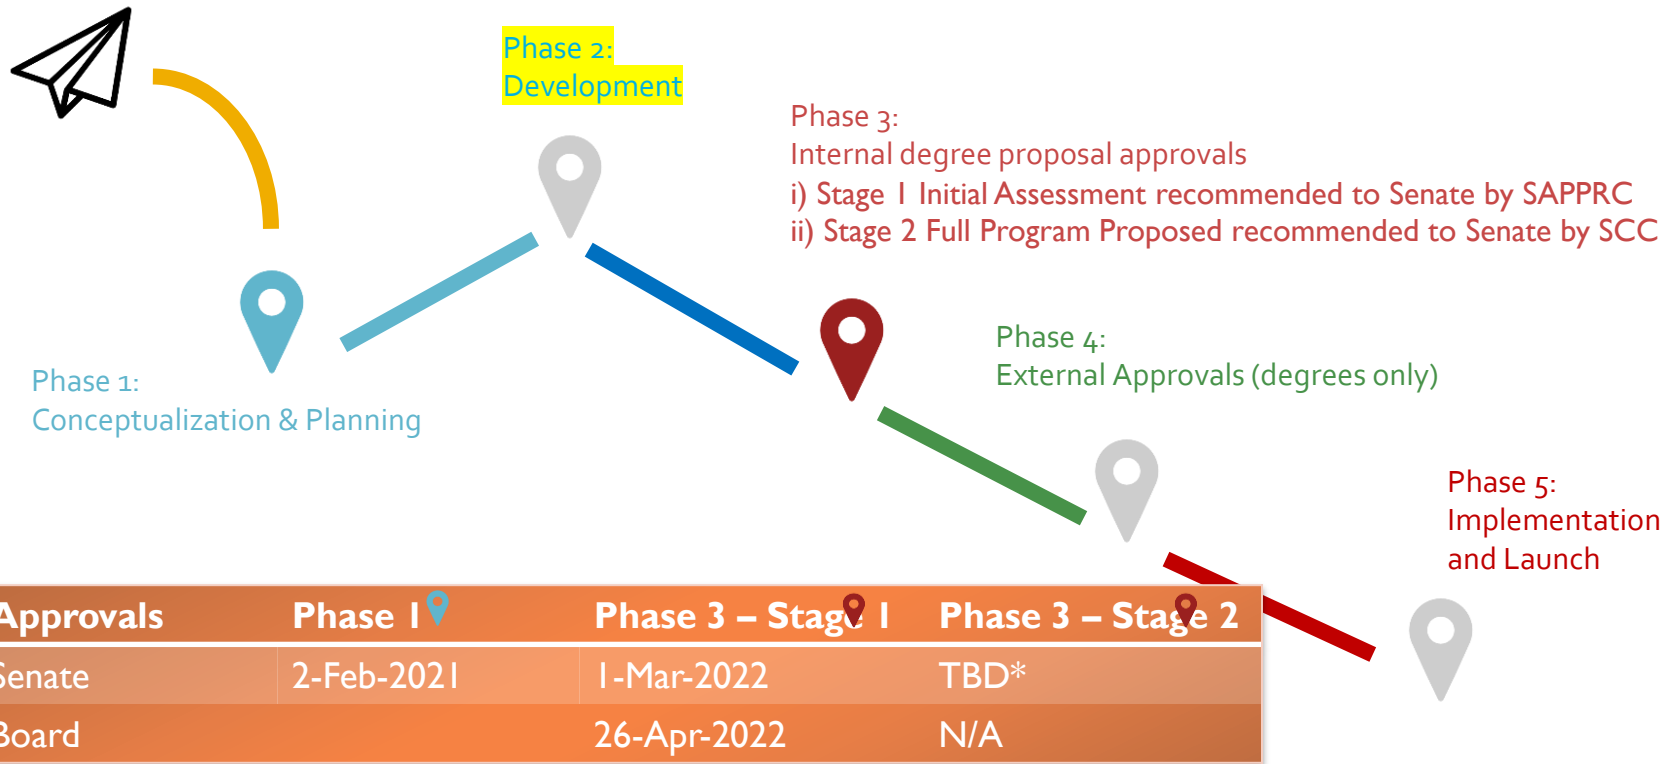 Phase 2:
Development
Phase 3:
Internal degree proposal approvals
i) Stage 1 Initial Assessment recommended to Senate by SAPPRC
ii) Stage 2 Full Program Proposed recommended to Senate by SCC
Phase 4:
External Approvals (degrees only)
Phase 1:
Conceptualization & Planning
Phase 5:
Implementation
and Launch
Approvals Phase 1 Phase 3 – Stage 1 Phase 3 – Stage 2
Senate 2-Feb-2021 1-Mar-2022 TBD*
Board 26-Apr-2022 N/A